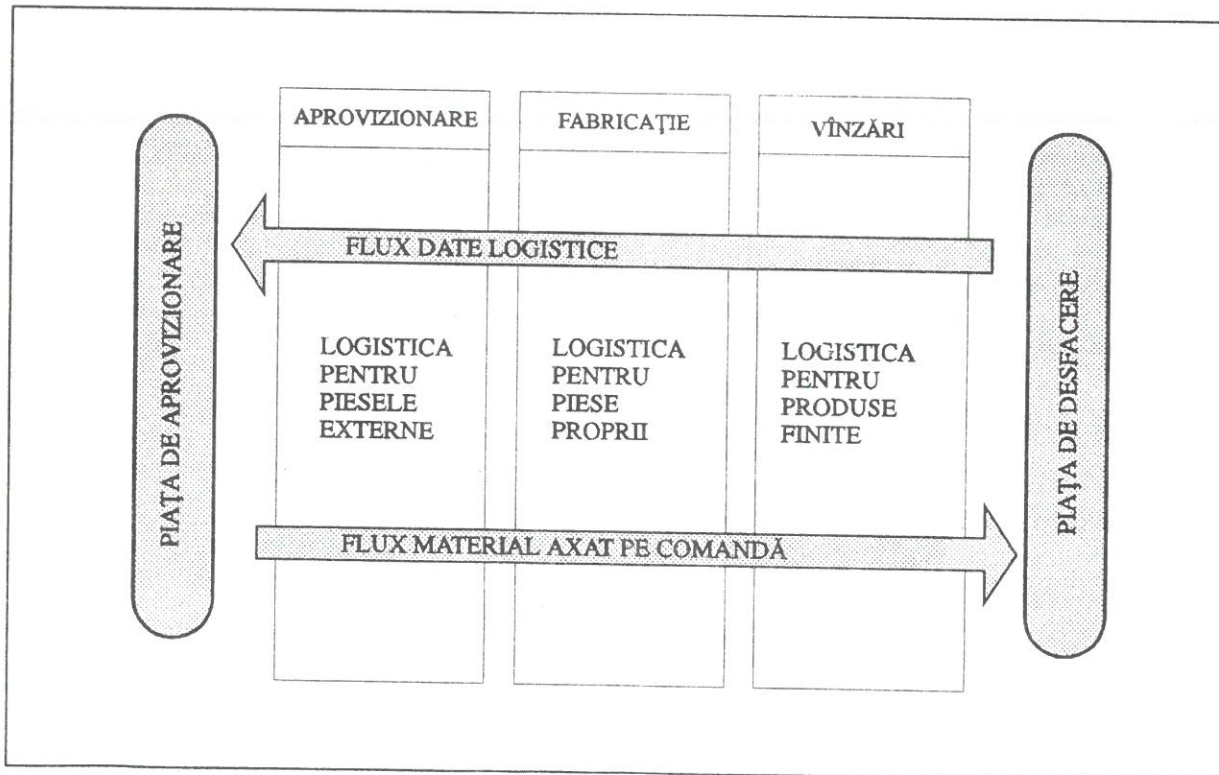 APROVIZIONARE
FABRICAŢIE
VÎNZĂRI
PIAŢA DE APROVIZIONARE
FLUX DATE LOGISTICE
LOGISTICA
PENTRU
PIESELE
EXTERNE
LOGISTICA
PENTRU
PIESE
PROPRII
LOGISTICA
PENTRU
PRODUSE
FINITE
FLUX MATERIAL AXAT PE COMANDĂ
PIAŢA DE DESFACERE